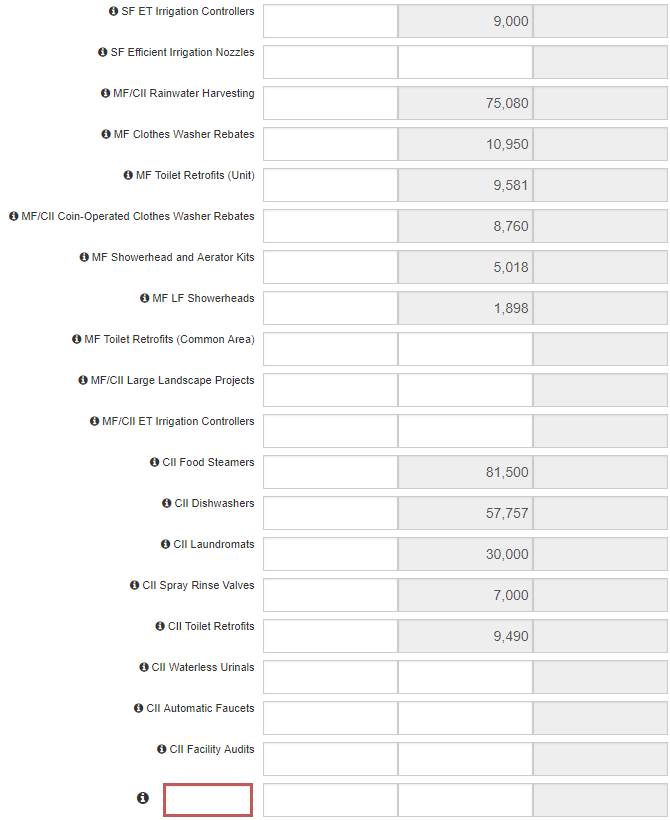 SF ET Irrigation Controllers 9,000
SF Efficient Irrigation Nozzles
MF/CII Rainwater Harvesting 75,080
MF Clothes Washer Rebates 10,950
MF Toilet Retrofits (Unit) 9,581
MF/CII Coin-Operated Clothes Washer Rebates 8,760
MF Showerhead and Aerator Kits 5,018
MF LF Showerheads 1,898
MF Toilet Retrofits (Common Area)
MF/CII Large Landscape Projects
MF/CII ET Irrigation Controllers
CII Food Steamers 81,500
CII Dishwashers 57,757
CII Laundromats 30,000
CII Spray Rinse Valves 7,000
CII Toilet Retrofits 9,490
CII Waterless Urinals
CII Automatic Faucets
CII Facility Audits